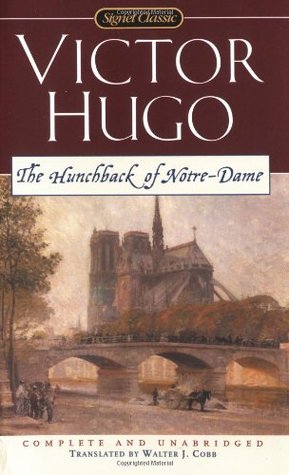 Signet Classic
VICTOR
HUGO
The Hunchback of Notre-Dame
COMPLETE AND UNABRIDGED
TRANSLATED BY WALTER J. COBB